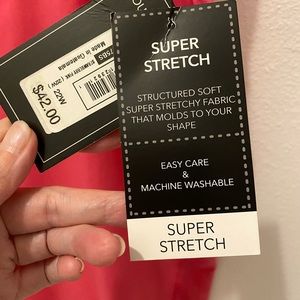 SUPER
STRETCH
STRUCTURED SOFT
SUPER STRETCHY FABRIC
THAT MOLDS TO YOUR
SHAPE
EASY CARE
&
MACHINE WASHABLE
SUPER
STRETCH
Made in Guatemala
22W
$42.00